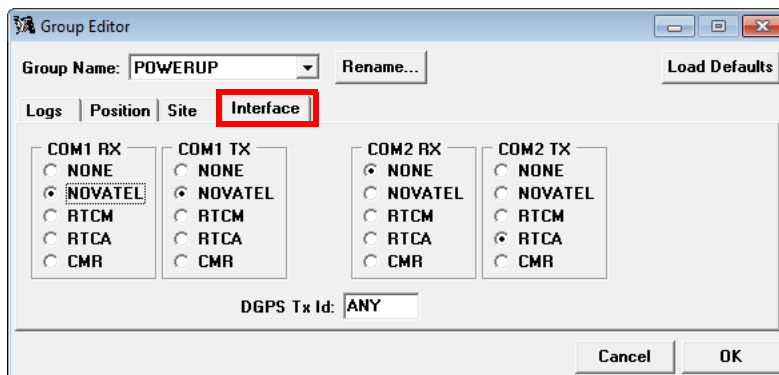 Group Editor
Group Name: POWERUP Rename... Load Defaults
Logs Position Site Interface
COM1 RX COM1 TX COM2 RX COM2 TX
NONE NONE NONE NONE
NOVATEL NOVATEL NOVATEL NOVATEL
RTCM RTCM RTCM RTCM
RTCA RTCA RTCA RTCA
CMR CMR CMR CMR
DGPS Tx Id: ANY
Cancel OK